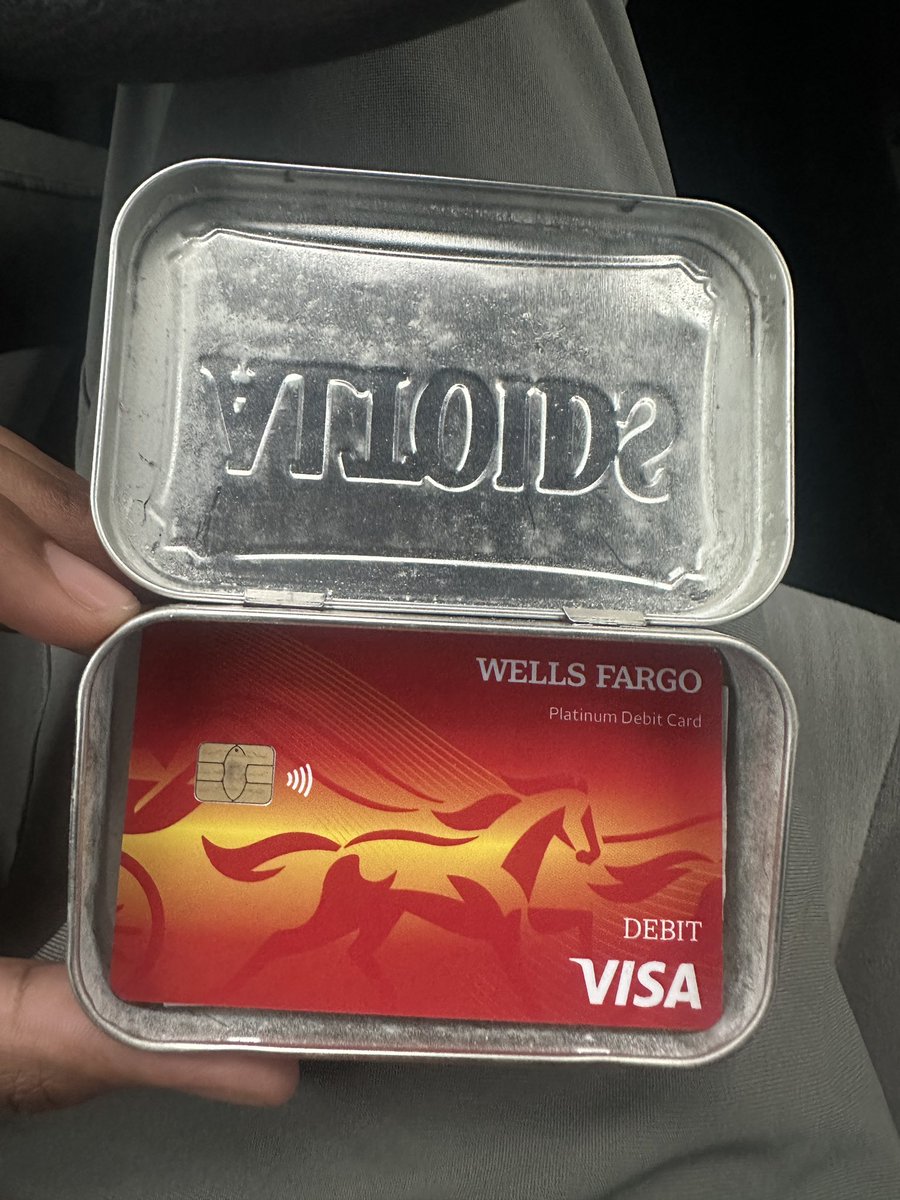 ALTOIDS
WELLS FARGO
Platinum Debit Card
DEBIT
VISA